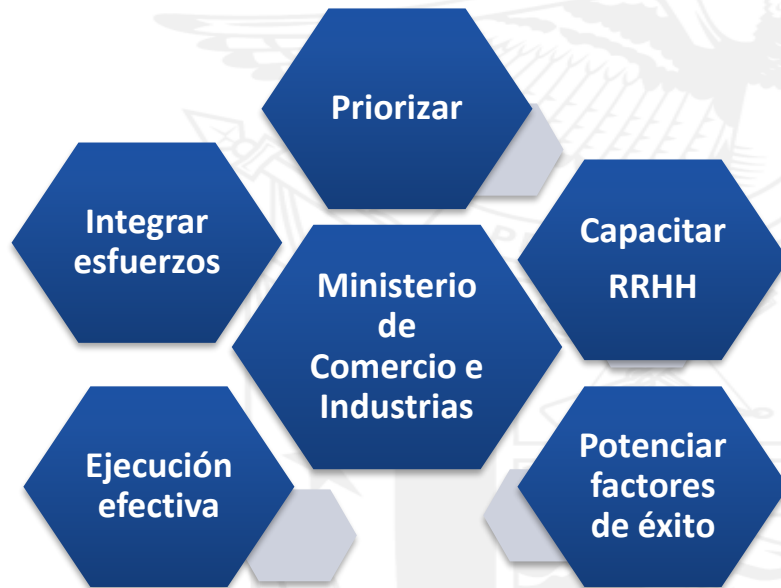 Priorizar
Integrar
esfuerzos
Capacitar
RRHH
Ministerio
de
Comercio e
Industrias
Ejecución
efectiva
Potenciar
factores
de éxito